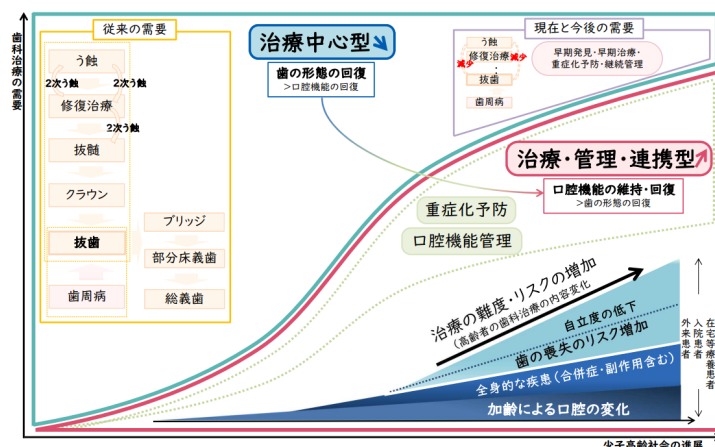 歯科治療の需要
従来の需要
う蝕
2次う蝕
2次う蝕
修復治療
2次う蝕
抜髄
クラウン
抜歯
歯周病
ブリッジ
部分床義歯
総義歯
治療中心型
歯の形態の回復
>口腔機能の回復
現在と今後の需要
う蝕
修復治療
減少
減少
抜歯
歯周病
早期発見・早期治療・
重症化予防・継続管理
治療・管理・連携型
口腔機能の維持・回復
>歯の形態の回復
重症化予防
口腔機能管理
治療の難度・リスクの増加
(高齢者の歯科治療の内容変化
自立度の低下
歯の喪失のリスク増加
全身的な疾患(合併症・副作用含む)
加齢による口腔の変化
在宅等療養患者
入院患者
外来患者
少子高齢社会の進展